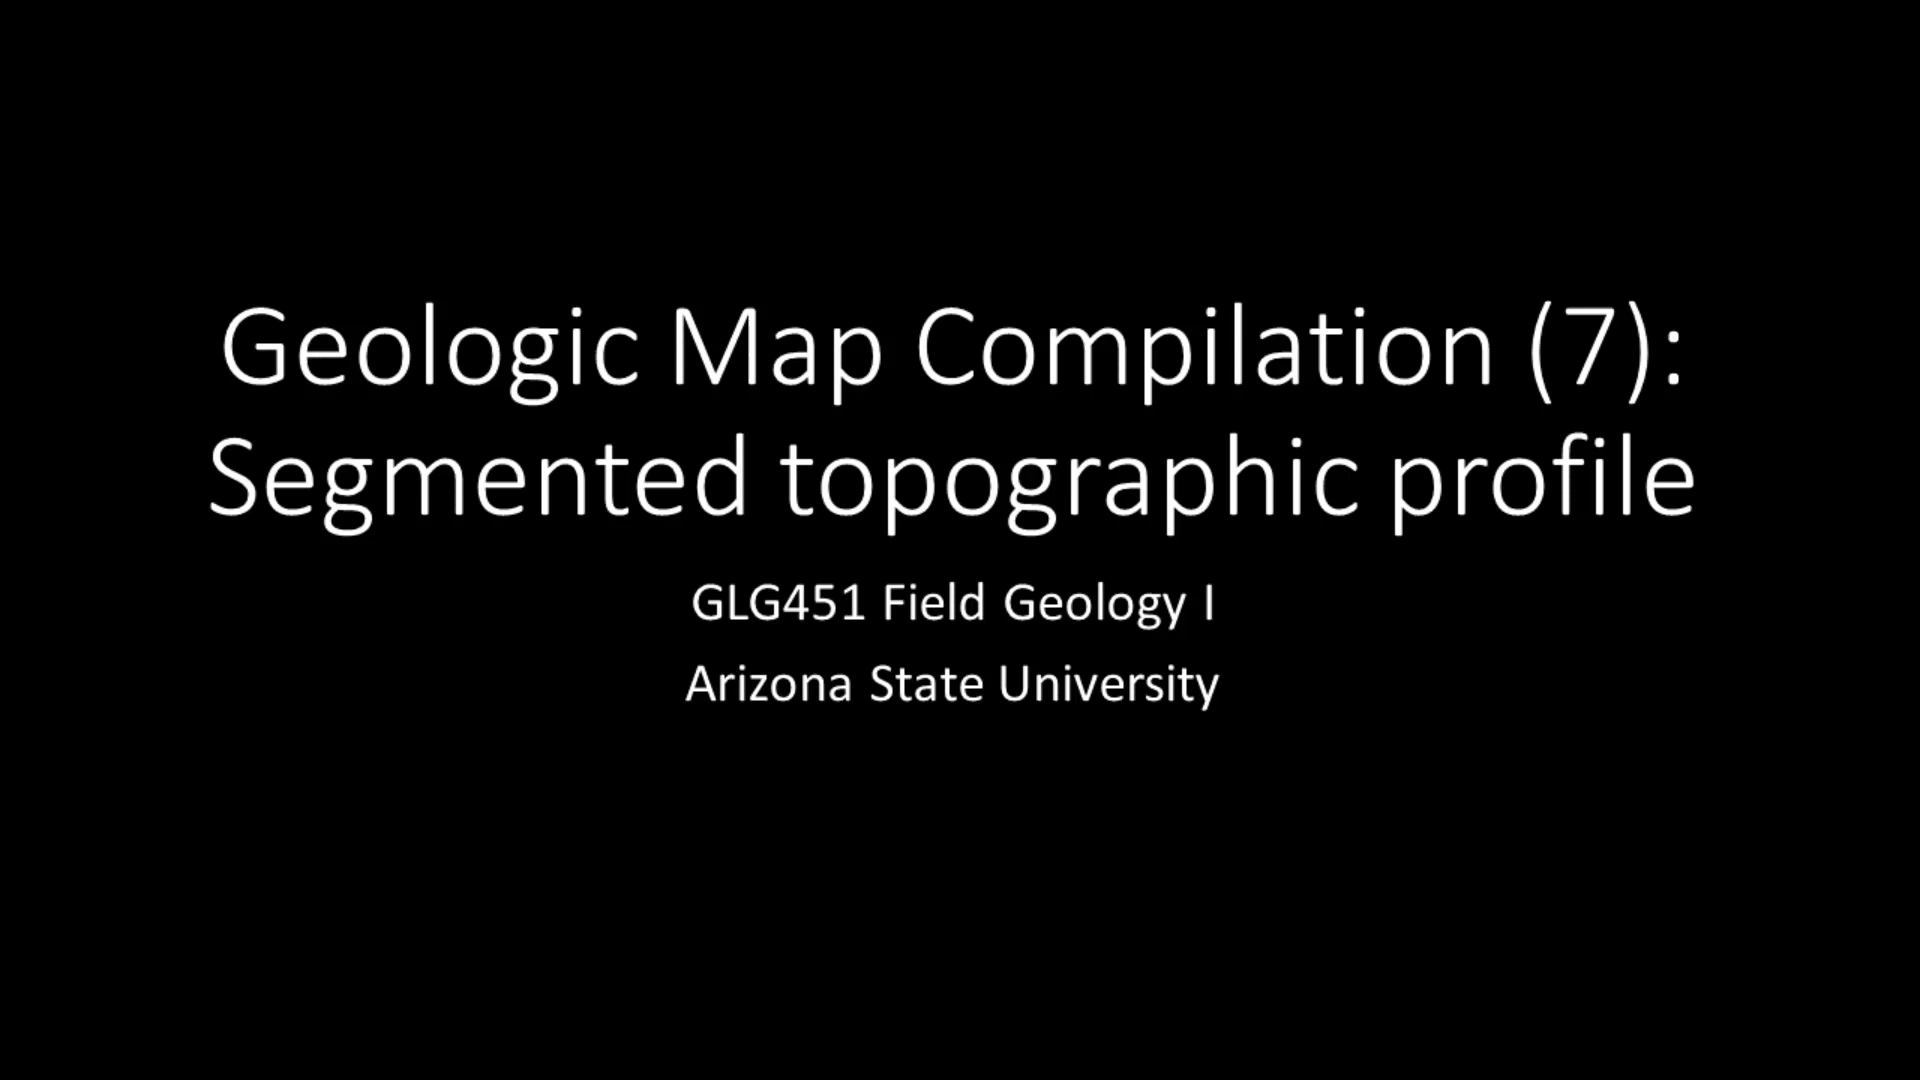 Geologic Map Compilation (7):
Segmented topographic profile
GLG451 Field Geology I
Arizona State University